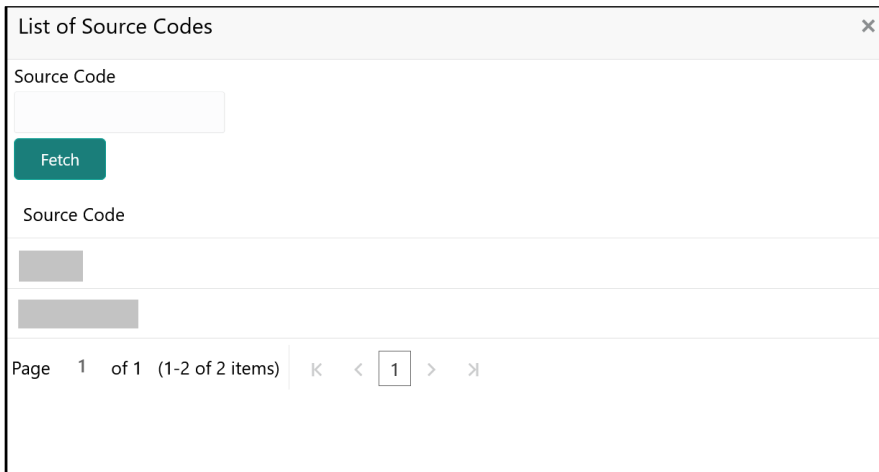 List of Source Codes
Source Code
Fetch
Source Code
Page 1 of 1 (1-2 of 2 items) 1